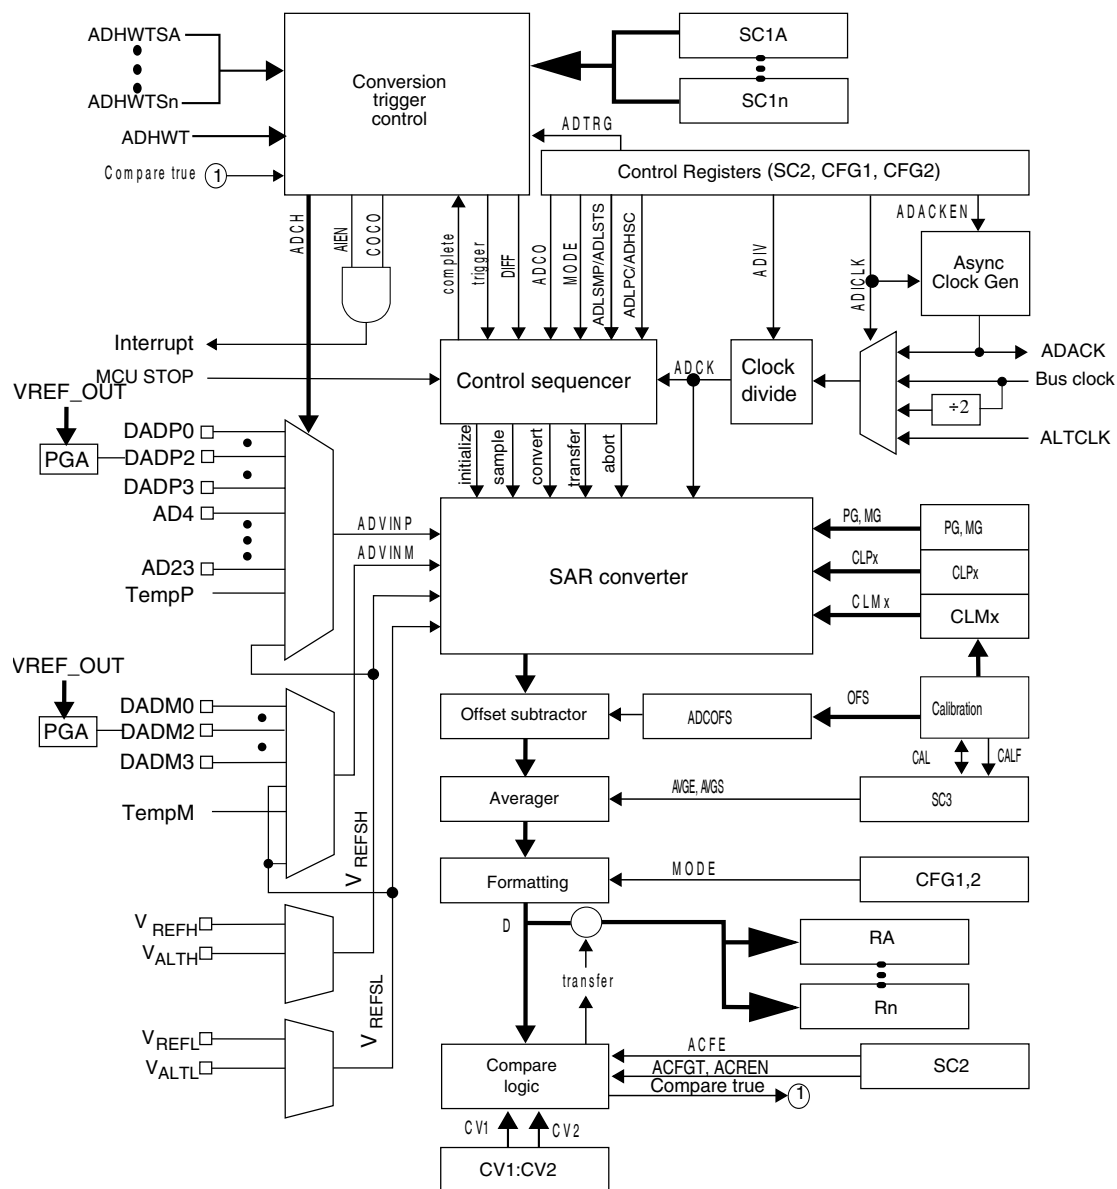 ADHWTSA
ADHWTSn
ADHWT
Compare true 1
Conversion
trigger
control
SC1A
SC1n
ADTRG
Control Registers (SC2, CFG1, CFG2)
ADCH
AIEN
COCO
complete
trigger
DIFF
ADCO
MODE
ADLSMP/ADLSTS
ADLPC/ADHSC
ADIV
ADICLK
ADACKEN
Async
Clock Gen
Interrupt
MCU STOP
Control sequencer
ADCK
Clock
divide
ADACK
Bus clock
÷2
ALTCLK
VREF_OUT
PGA
DADP0
DADP2
DADP3
AD4
AD23
TempP
initialize
sample
convert
transfer
abort
ADVINP
ADVINM
SAR converter
PG, MG
PG, MG
CLPx
CLPx
CLMx
CLMx
VREF_OUT
PGA
DADM0
DADM2
DADM3
TempM
Offset subtractor
ADCOFS
OFS
Calibration
CAL
CALF
Averager
AVGE, AVGS
SC3
VREFSH
Formatting
MODE
CFG1,2
VREFH
VALTH
D
transfer
RA
Rn
VREFSL
VREFL
VALTL
Compare
logic
ACFE
ACFGT, ACREN
Compare true 1
SC2
CV1
CV2
CV1:CV2